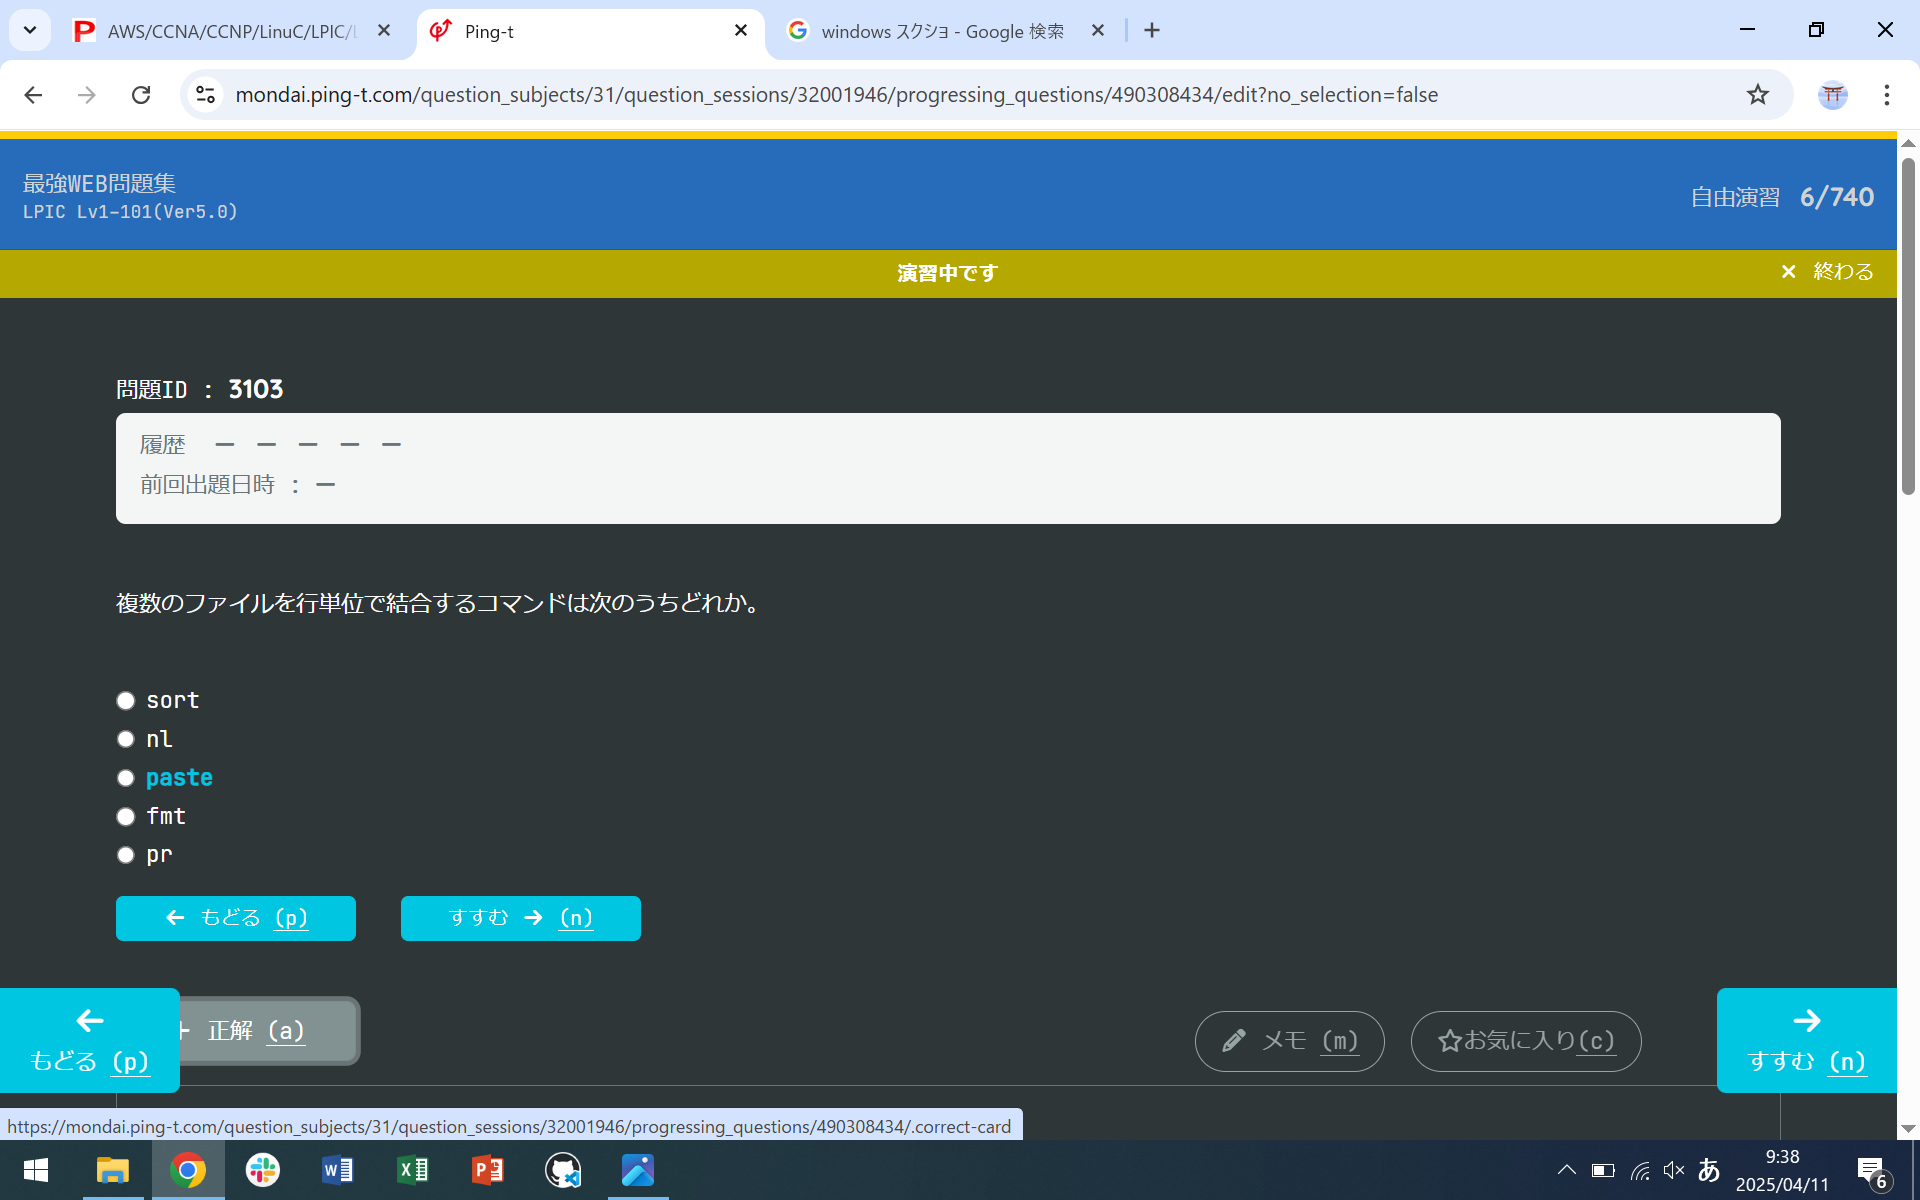 AWS/CCNA/CCNP/LinuC/LPIC/
Ping-t
windows スクショ - Google 検索
mondai.ping-t.com/question_subjects/31/question_sessions/32001946/progressing_questions/490308434/edit?no_selection=false
最強WEB問題集
LPIC Lv1-101(Ver5.0)
自由演習 6/740
演習中です
× 終わる
問題ID : 3103
履歴 ー ー ー ー ー
前回出題日時 : ー
複数のファイルを行単位で結合するコマンドは次のうちどれか。
sort
nl
paste
fmt
pr
← もどる (p)
すすむ → (n)
正解 (a)
メモ (m)
☆お気に入り(c)
←
もどる (p)
→
すすむ (n)
https://mondai.ping-t.com/question_subjects/31/question_sessions/32001946/progressing_questions/490308434/.correct-card
あ
9:38
2025/04/11
6